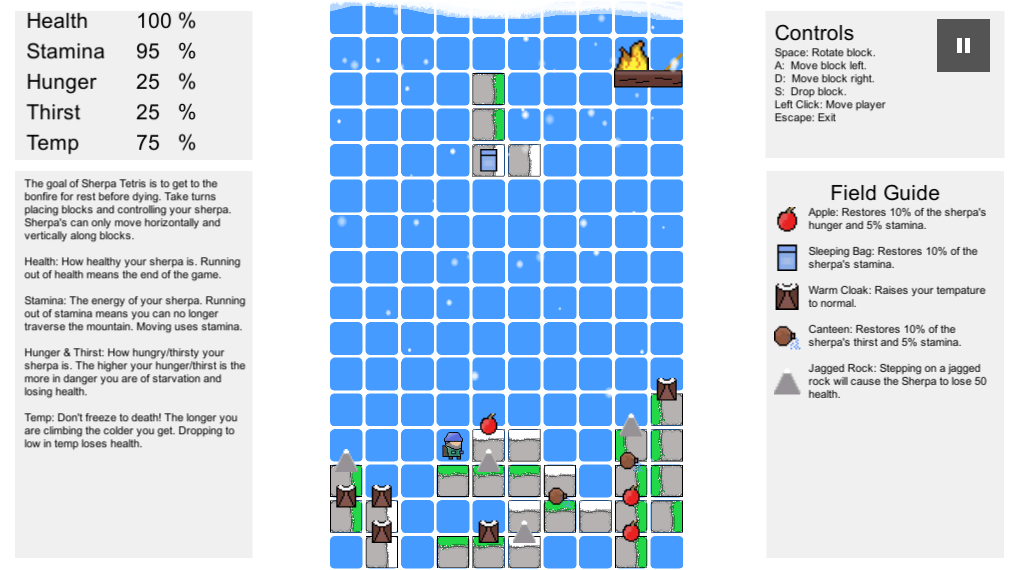 Health 100 %
Stamina 95 %
Hunger 25 %
Thirst 25 %
Temp 75 %
The goal of Sherpa Tetris is to get to the
bonfire for rest before dying. Take turns
placing blocks and controlling your sherpa.
Sherpa's can only move horizontally and
vertically along blocks.
Health: How healthy your sherpa is. Running
out of health means the end of the game.
Stamina: The energy of your sherpa. Running
out of stamina means you can no longer
traverse the mountain. Moving uses stamina.
Hunger & Thirst: How hungry/thirsty your
sherpa is. The higher your hunger/thirst is the
more in danger you are of starvation and
losing health.
Temp: Don't freeze to death! The longer you
are climbing the colder you get. Dropping to
low in temp loses health.
Controls
Space: Rotate block.
A: Move block left.
D: Move block right.
S: Drop block.
Left Click: Move player
Escape: Exit
Field Guide
Apple: Restores 10% of the sherpa's
hunger and 5% stamina.
Sleeping Bag: Restores 10% of the
sherpa's stamina.
Warm Cloak: Raises your tempature
to normal.
Canteen: Restores 10% of the
sherpa's thirst and 5% stamina.
Jagged Rock: Stepping on a jagged
rock will cause the Sherpa to lose 50
health.